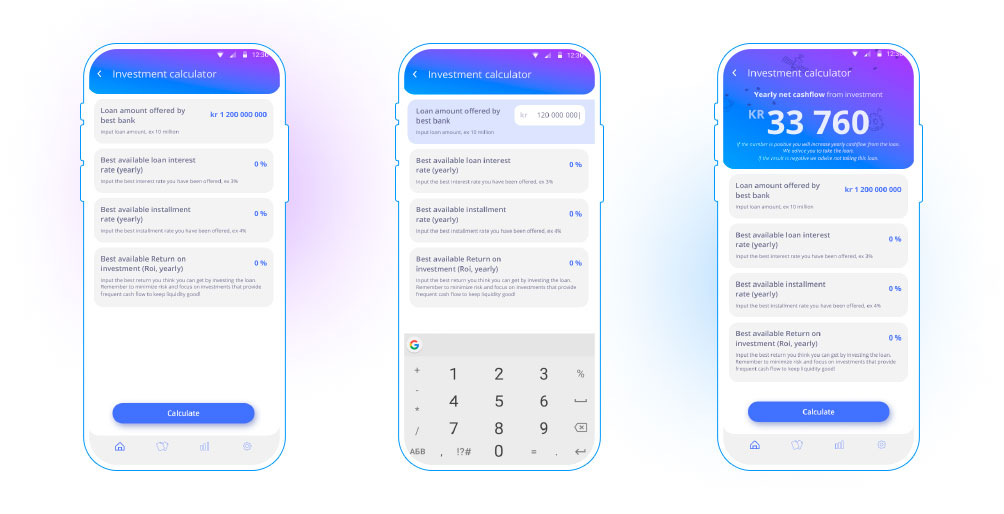 12:30
Investment calculator
Loan amount offered by
best bank
kr 1 200 000 000
Input loan amount, ex 10 million
Best available loan interest
rate (yearly)
0 %
Input the best interest rate you have been offered, ex 3%
Best available installment
rate (yearly)
0 %
Input the best installment rate you have been offered, ex 4%
Best available Return on
investment (Roi, yearly)
0 %
Input the best return you think you can get by investing the loan.
Remember to minimize risk and focus on investments that provide
frequent cash flow to keep liquidity good!
Calculate
12:30
Investment calculator
Loan amount offered by
best bank
kr 120 000 000
Input loan amount, ex 10 million
Best available loan interest
rate (yearly)
0 %
Input the best interest rate you have been offered, ex 3%
Best available installment
rate (yearly)
0 %
Input the best installment rate you have been offered, ex 4%
Best available Return on
investment (Roi, yearly)
0 %
Input the best return you think you can get by investing the loan.
Remember to minimize risk and focus on investments that provide
frequent cash flow to keep liquidity good!
G
+ 1 2 3 %
-
4 5 6
*
/ 7 8 9
АБВ , !?# 0 = .
12:30
Investment calculator
Yearly net cashflow from investment
KR 33 760
If the number is positive you will increase yearly cashflow from the loan.
We advice you to take the loan.
If the result is negative we advice not taking this loan.
Loan amount offered by
best bank
kr 1 200 000 000
Input loan amount, ex 10 million
Best available loan interest
rate (yearly)
0 %
Input the best interest rate you have been offered, ex 3%
Best available installment
rate (yearly)
0 %
Input the best installment rate you have been offered, ex 4%
Best available Return on
investment (Roi, yearly)
0 %
Input the best return you think you can get by investing the loan.
Remember to minimize risk and focus on investments that provide
frequent cash flow to keep liquidity good!
Calculate